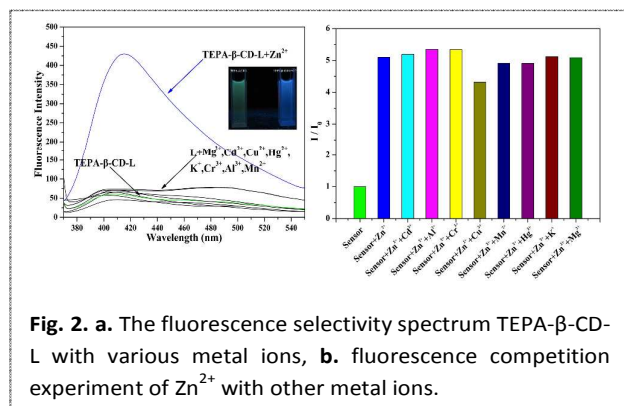 500
450
400
350
300
250
200
150
100
50
0
Fluorescence Intensity
TEPA-β-CD-L+Zn²⁺
L+Mg²⁺,Cd²⁺,Cu²⁺,Hg²⁺,
K⁺,Cr³⁺,Al³⁺,Mn²⁺
TEPA-β-CD-L
380 400 420 440 460 480 500 520 540
Wavelength (nm)
6
5
4
3
2
1
0
I / I₀
Sensor
Sensor+Zn²⁺
Sensor+Zn²⁺+Cd²⁺
Sensor+Zn²⁺+Al³⁺
Sensor+Zn²⁺+Cr³⁺
Sensor+Zn²⁺+Cu²⁺
Sensor+Zn²⁺+Mn²⁺
Sensor+Zn²⁺+Hg²⁺
Sensor+Zn²⁺+K⁺
Sensor+Zn²⁺+Mg²⁺
Fig. 2. a. The fluorescence selectivity spectrum TEPA-β-CD-
L with various metal ions, b. fluorescence competition
experiment of Zn²⁺ with other metal ions.